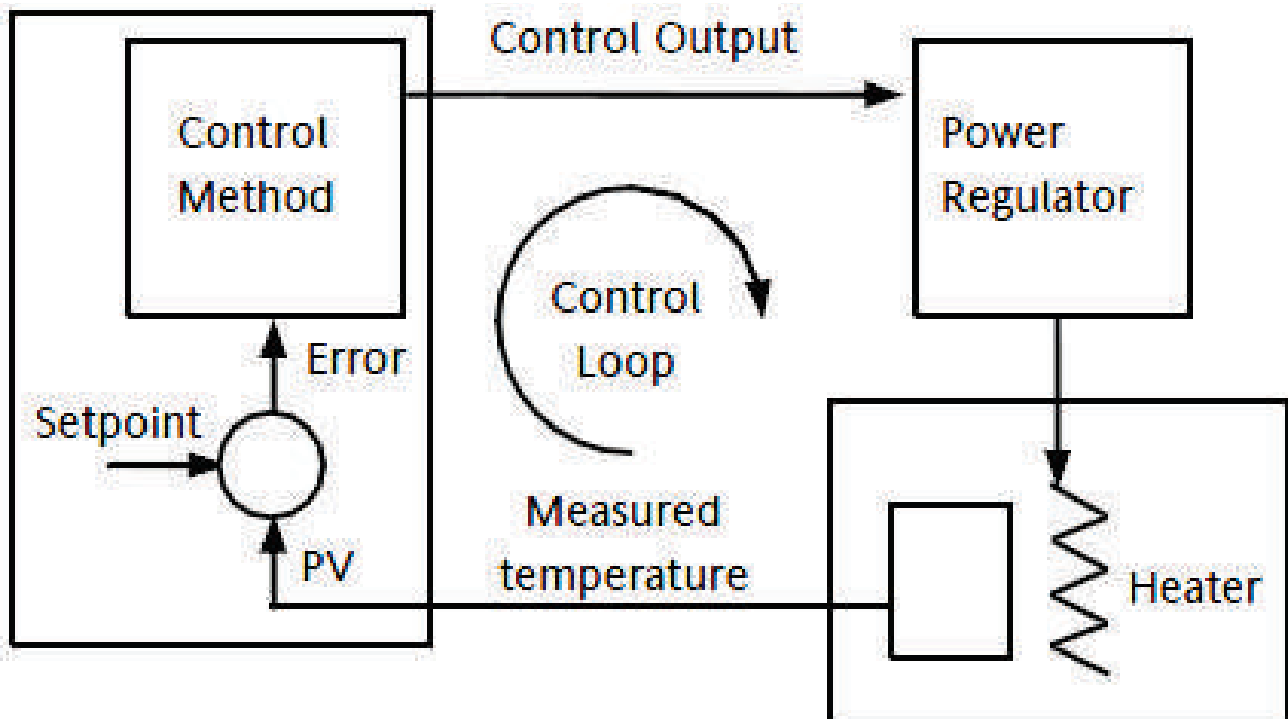 Control Output
Control
Method
Power
Regulator
Control
Loop
Error
Setpoint
Measured
temperature
PV
Heater